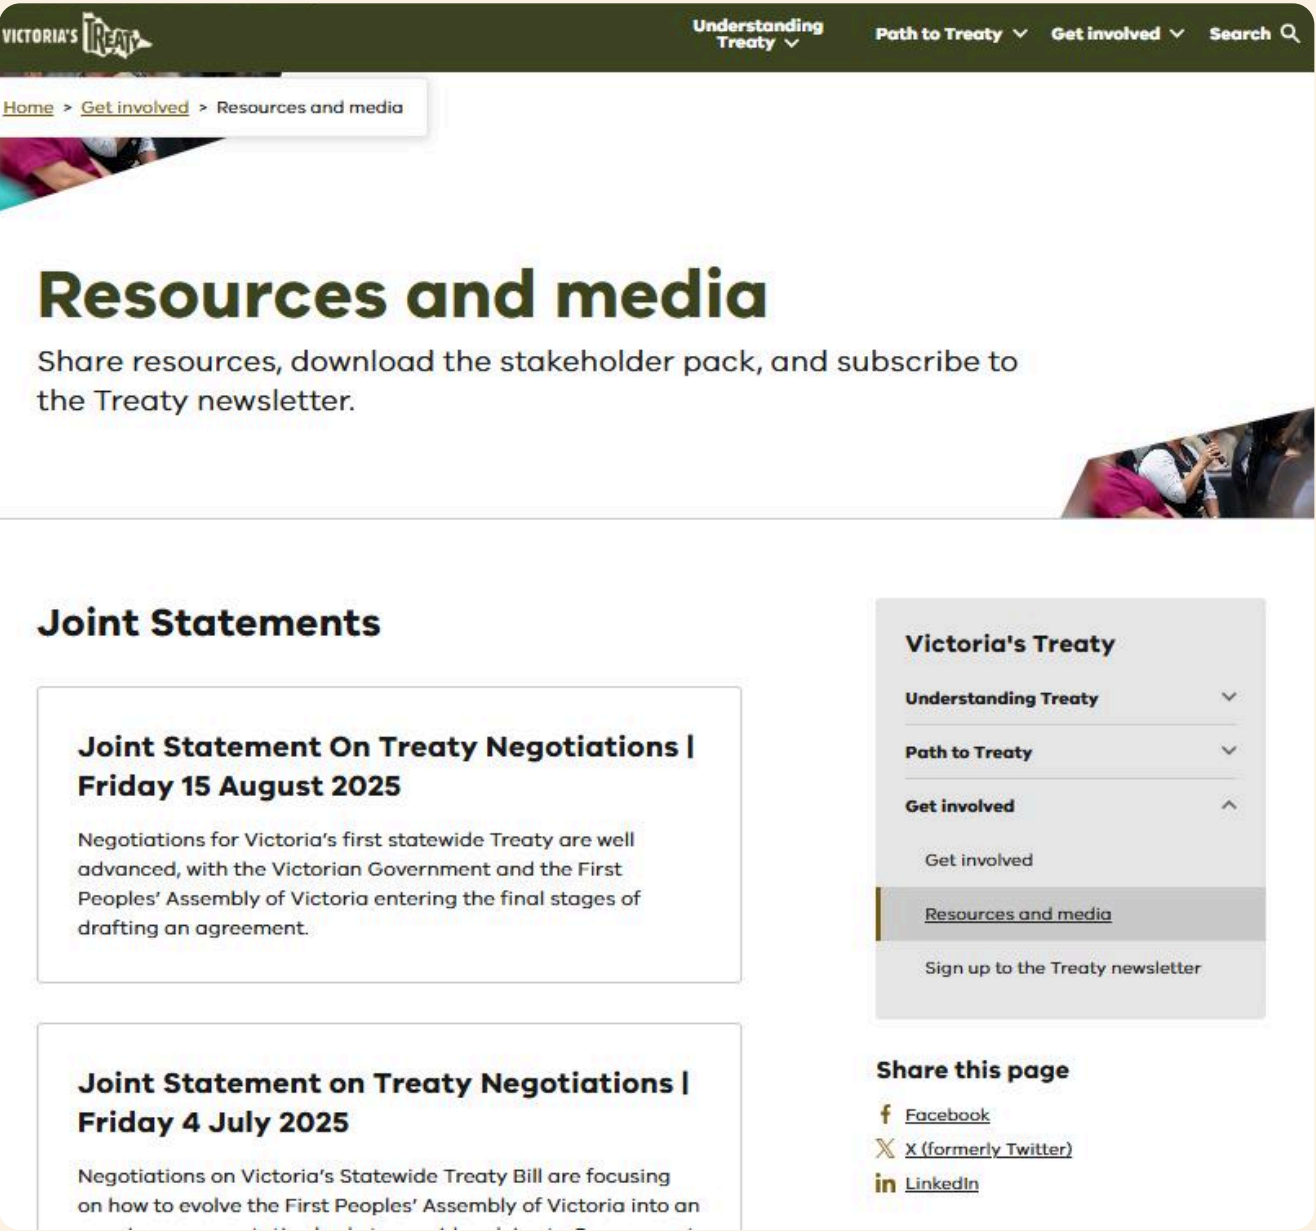 VICTORIA'S TREATY
Understanding
Treaty
Path to Treaty
Get involved
Search
Home > Get involved > Resources and media
Resources and media
Share resources, download the stakeholder pack, and subscribe to
the Treaty newsletter.
Joint Statements
Joint Statement On Treaty Negotiations |
Friday 15 August 2025
Negotiations for Victoria's first statewide Treaty are well
advanced, with the Victorian Government and the First
Peoples' Assembly of Victoria entering the final stages of
drafting an agreement.
Joint Statement on Treaty Negotiations |
Friday 4 July 2025
Negotiations on Victoria's Statewide Treaty Bill are focusing
on how to evolve the First Peoples' Assembly of Victoria into an
Victoria's Treaty
Understanding Treaty
Path to Treaty
Get involved
Get involved
Resources and media
Sign up to the Treaty newsletter
Share this page
Facebook
X (formerly Twitter)
LinkedIn